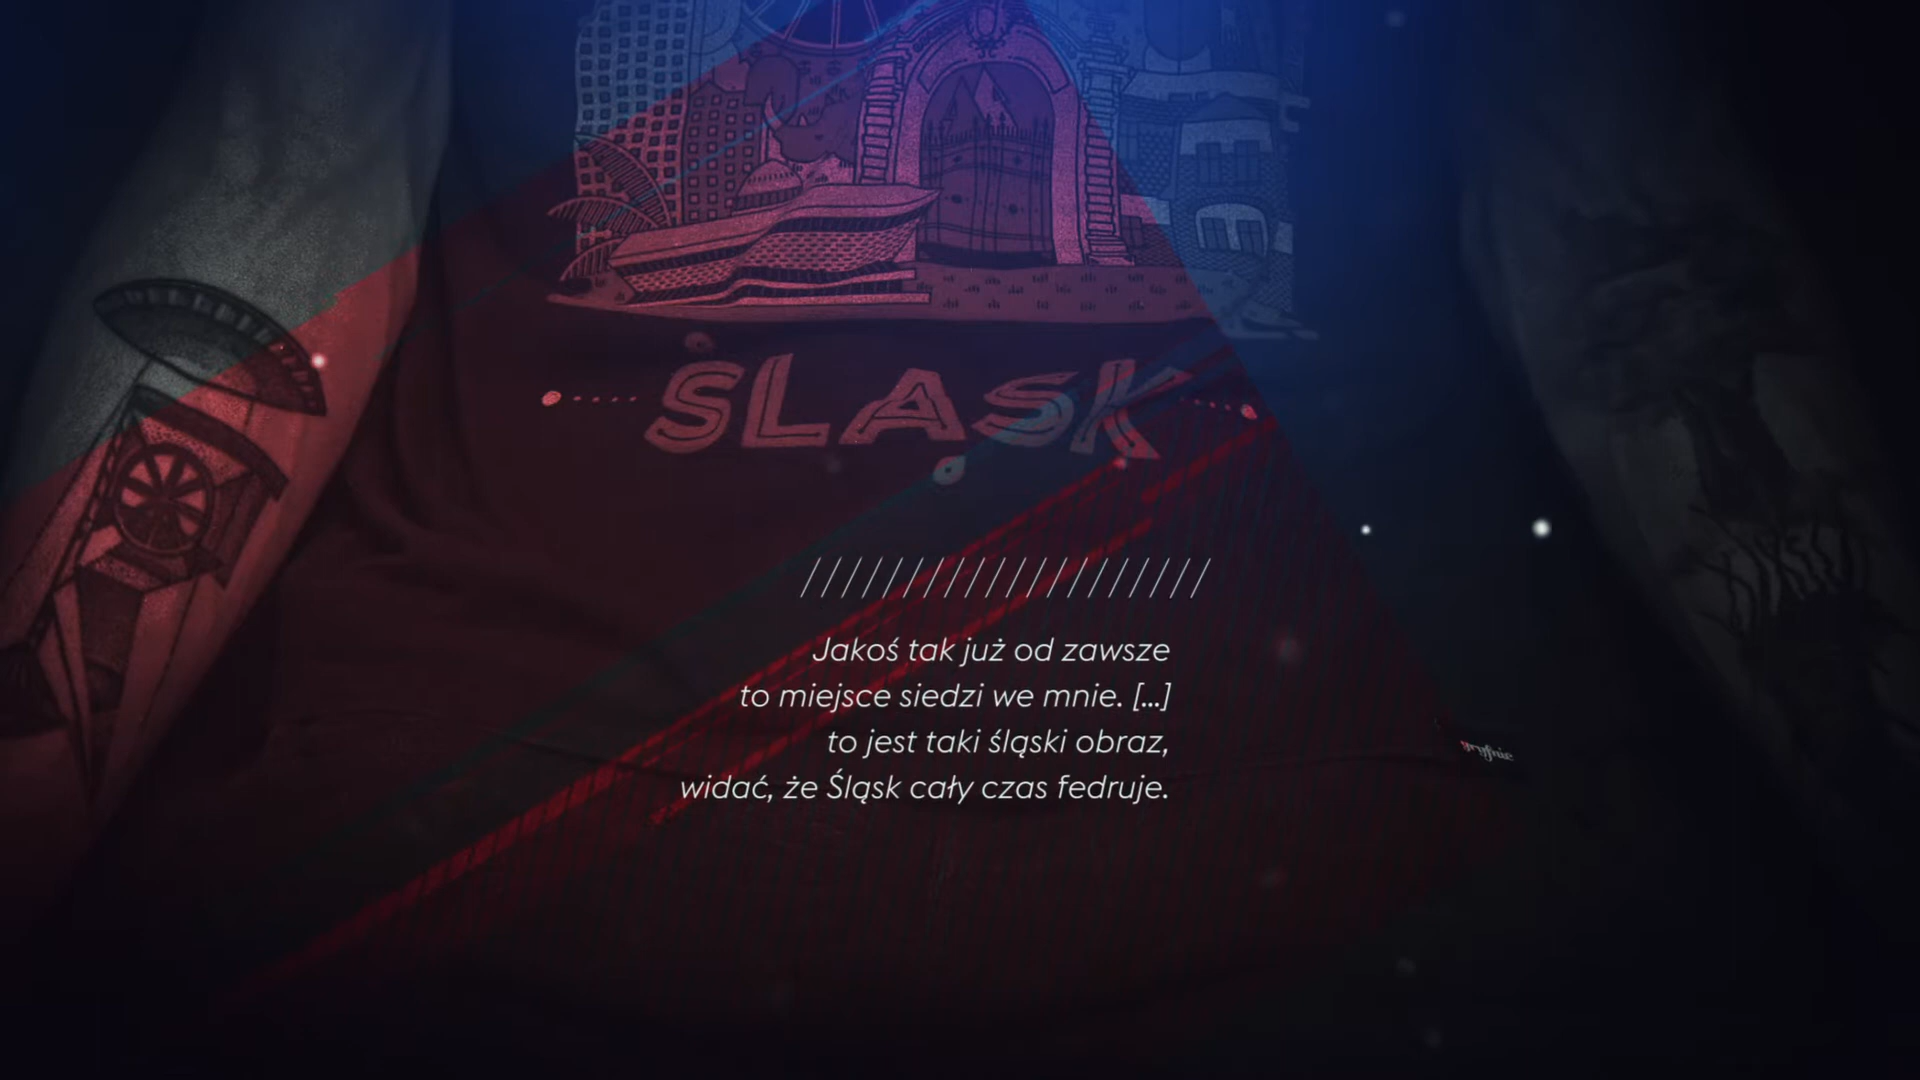 ŚLĄSK
Jakoś tak już od zawsze
to miejsce siedzi we mnie. [...]
to jest taki śląski obraz,
widać, że Śląsk cały czas fedruje.
gryfnie